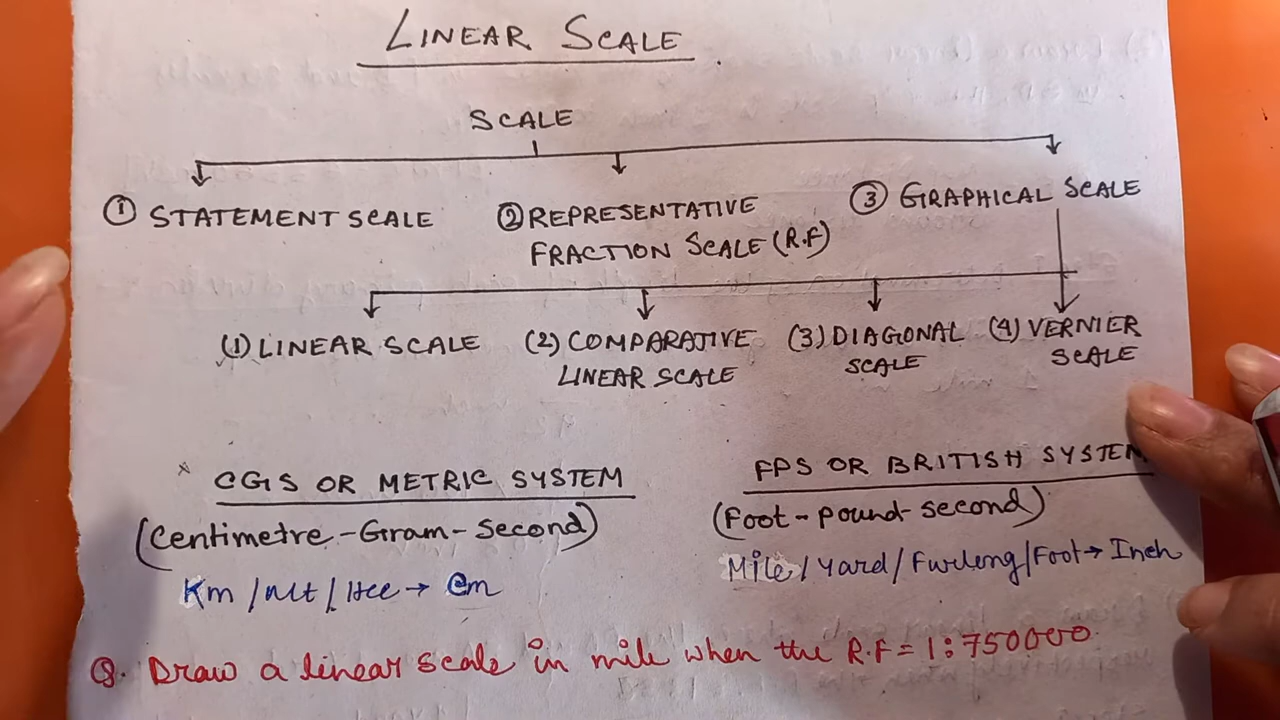 LINEAR SCALE
SCALE
① STATEMENT SCALE
② REPRESENTATIVE
FRACTION SCALE (R.F)
③ GRAPHICAL SCALE
(1) LINEAR SCALE
(2) COMPARATIVE
LINEAR SCALE
(3) DIAGONAL
SCALE
(4) VERNIER
SCALE
CGS OR METRIC SYSTEM
(Centimetre-Gram-Second)
Km / Mt / → Cm
FPS OR BRITISH SYSTEM
(Foot-pound-second)
Mile / Yard / Furlong / Foot → Inch
Q. Draw a linear scale in mile when the R.F = 1:750000.